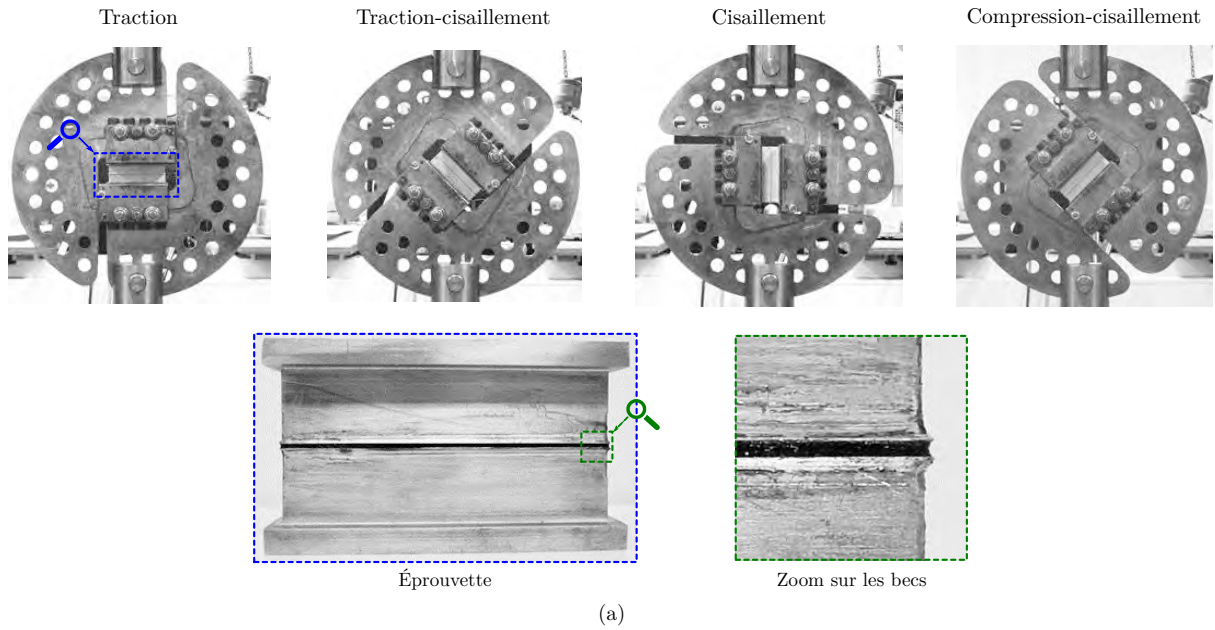 Traction
Traction-cisaillement
Cisaillement
Compression-cisaillement
Éprouvette
Zoom sur les becs
(a)